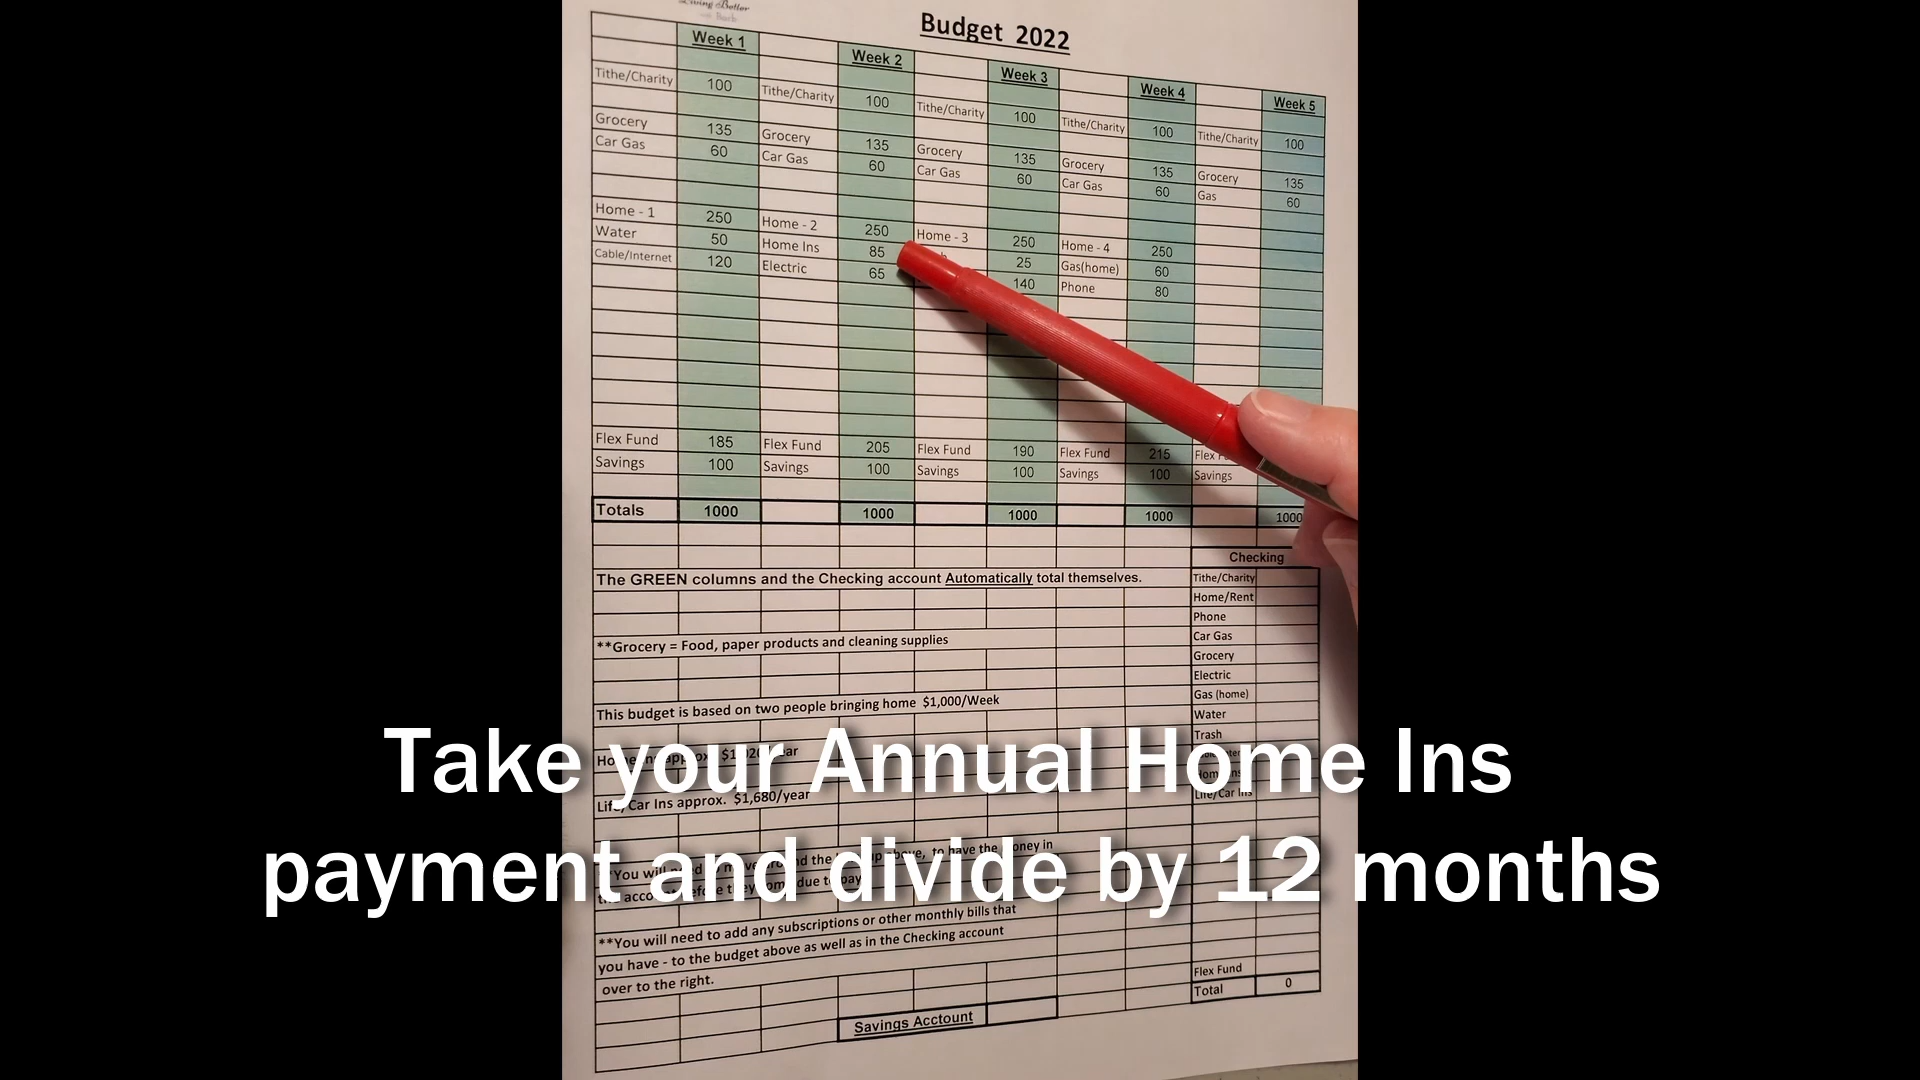 Living Better
Budget 2022
Week 1 Week 2 Week 3 Week 4 Week 5
Tithe/Charity 100 Tithe/Charity 100 Tithe/Charity 100 Tithe/Charity 100 Tithe/Charity 100
Grocery 135 Grocery 135 Grocery 135 Grocery 135 Grocery 135
Car Gas 60 Car Gas 60 Car Gas 60 Car Gas 60 Gas 60
Home - 1 250 Home - 2 250 Home - 3 250 Home - 4 250
Water 50 Home Ins 85 25 Gas(home) 60
Cable/Internet 120 Electric 65 140 Phone 80
Flex Fund 185 Flex Fund 205 Flex Fund 190 Flex Fund 215 Flex
Savings 100 Savings 100 Savings 100 Savings 100 Savings
Totals 1000 1000 1000 1000 1000
Checking
The GREEN columns and the Checking account Automatically total themselves.
Tithe/Charity
Home/Rent
Phone
**Grocery = Food, paper products and cleaning supplies
Car Gas
Grocery
Electric
Gas (home)
This budget is based on two people bringing home $1,000/Week
Water
Trash
Take your Annual Home Ins
Life/Car Ins approx. $1,680/year
Life/Car Ins
payment and divide by 12 months
**You will need to add any subscriptions or other monthly bills that
you have - to the budget above as well as in the Checking account
over to the right.
Flex Fund
Total 0
Savings Acctount